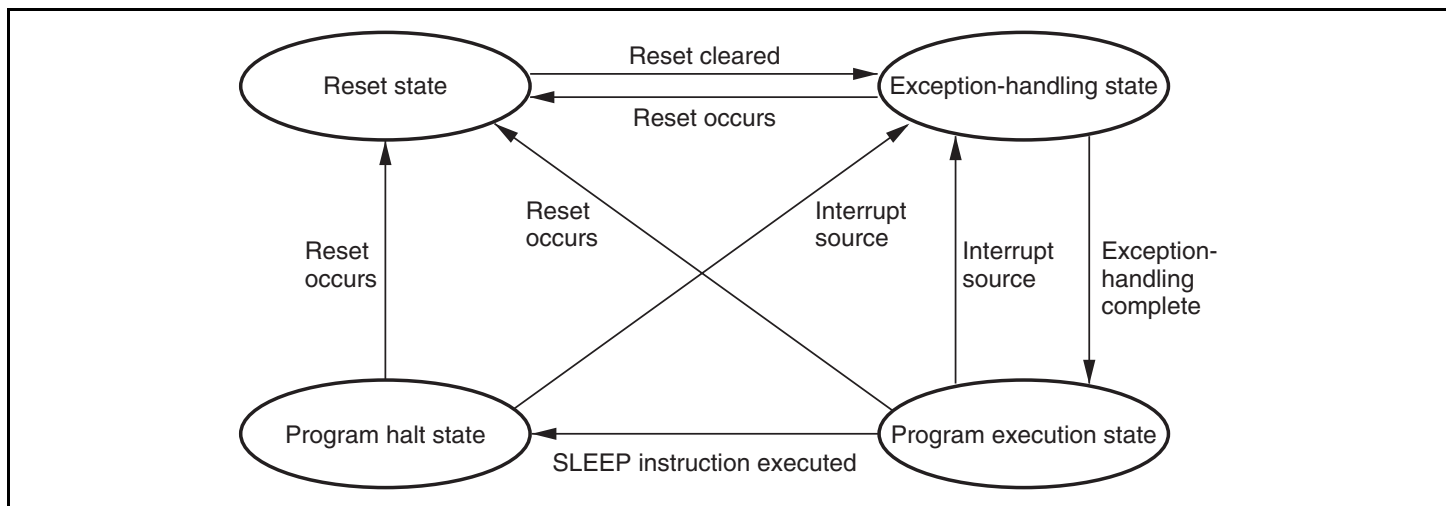 Reset cleared
Reset state
Exception-handling state
Reset occurs
Reset
occurs
Interrupt
source
Reset
occurs
Interrupt
source
Exception-
handling
complete
Program halt state
Program execution state
SLEEP instruction executed